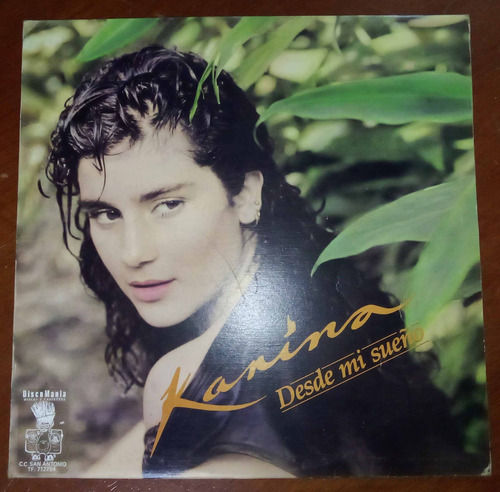 Karina
Desde mi sueño
DiscoMania
C.C. SAN ANTONIO